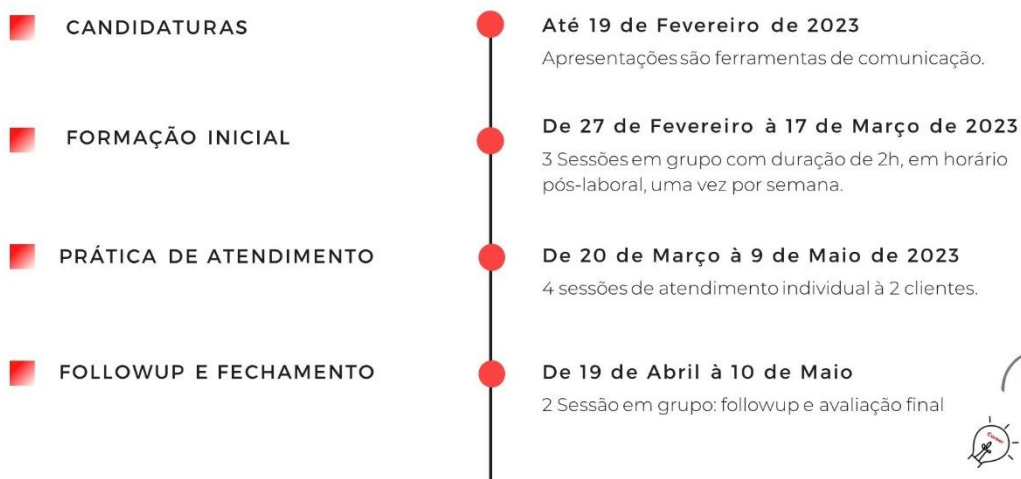 CANDIDATURAS
Até 19 de Fevereiro de 2023
Apresentações são ferramentas de comunicação.
FORMAÇÃO INICIAL
De 27 de Fevereiro à 17 de Março de 2023
3 Sessões em grupo com duração de 2h, em horário
pós-laboral, uma vez por semana.
PRÁTICA DE ATENDIMENTO
De 20 de Março à 9 de Maio de 2023
4 sessões de atendimento individual à 2 clientes.
FOLLOWUP E FECHAMENTO
De 19 de Abril à 10 de Maio
2 Sessão em grupo: followup e avaliação final
Career